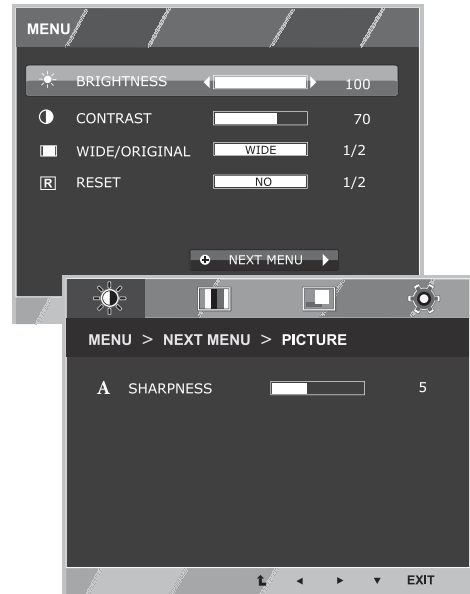 MENU
BRIGHTNESS 100
CONTRAST 70
WIDE/ORIGINAL WIDE 1/2
R RESET NO 1/2
NEXT MENU
MENU > NEXT MENU > PICTURE
A SHARPNESS 5
EXIT